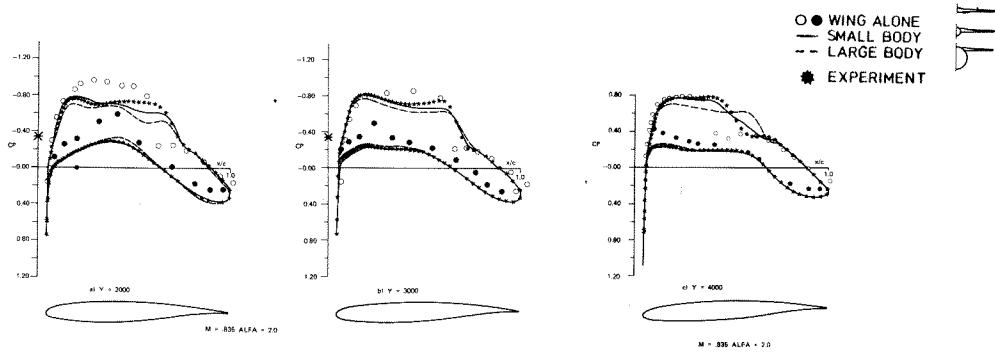 WING ALONE
SMALL BODY
LARGE BODY
EXPERIMENT
-1.20
-0.80
-0.40
CP
-0.00
0.40
0.80
1.20
x/c
1.0
a) Y = .2000
-1.20
-0.80
-0.40
CP
-0.00
0.40
0.80
1.20
x/c
1.0
b) Y = .3000
-1.20
-0.80
-0.40
CP
-0.00
0.40
0.80
1.20
x/c
1.0
c) Y = .4000
M = .835 ALFA = 2.0
M = .835 ALFA = 2.0